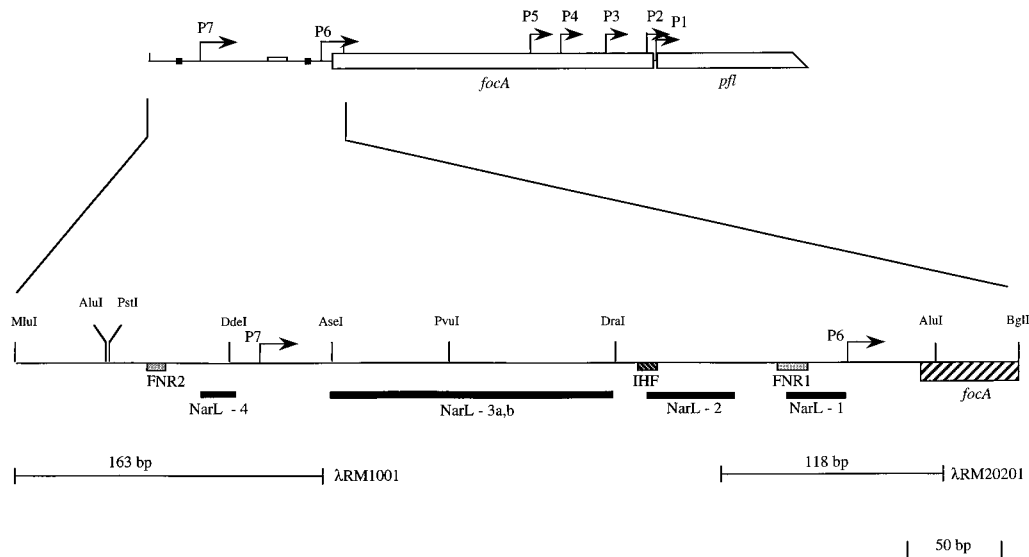 P7 P6 P5 P4 P3 P2 P1
focA pfl
MluI AluI PstI DdeI P7 AseI PvuI DraI P6 AluI BglI
FNR2 IHF FNR1 focA
NarL - 4 NarL - 3a,b NarL - 2 NarL - 1
163 bp λRM1001 118 bp λRM20201
50 bp